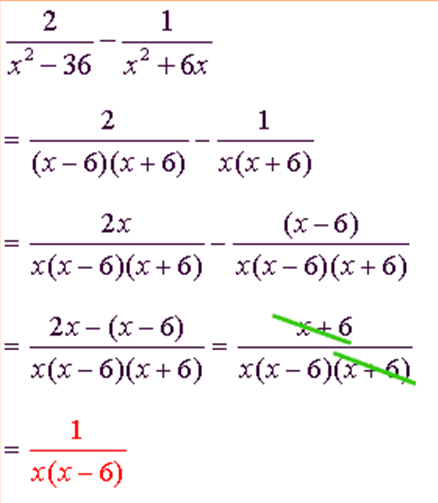 2/(x² − 36) − 1/(x² + 6x)
= 2/((x − 6)(x + 6)) − 1/(x(x + 6))
= 2x/(x(x − 6)(x + 6)) − (x − 6)/(x(x − 6)(x + 6))
= (2x − (x − 6))/(x(x − 6)(x + 6)) = (x + 6)/(x(x − 6)(x + 6))
= 1/(x(x − 6))